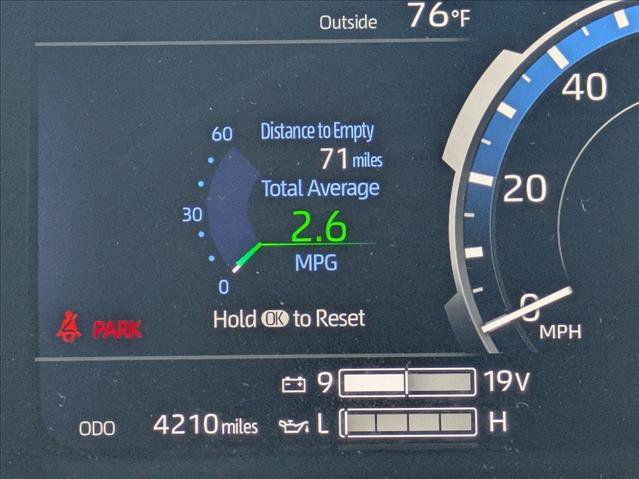 Outside 76°F
60
Distance to Empty
71 miles
Total Average
30
2.6
MPG
0
Hold OK to Reset
PARK
40
20
0
MPH
9 19V
ODO 4210 miles L H